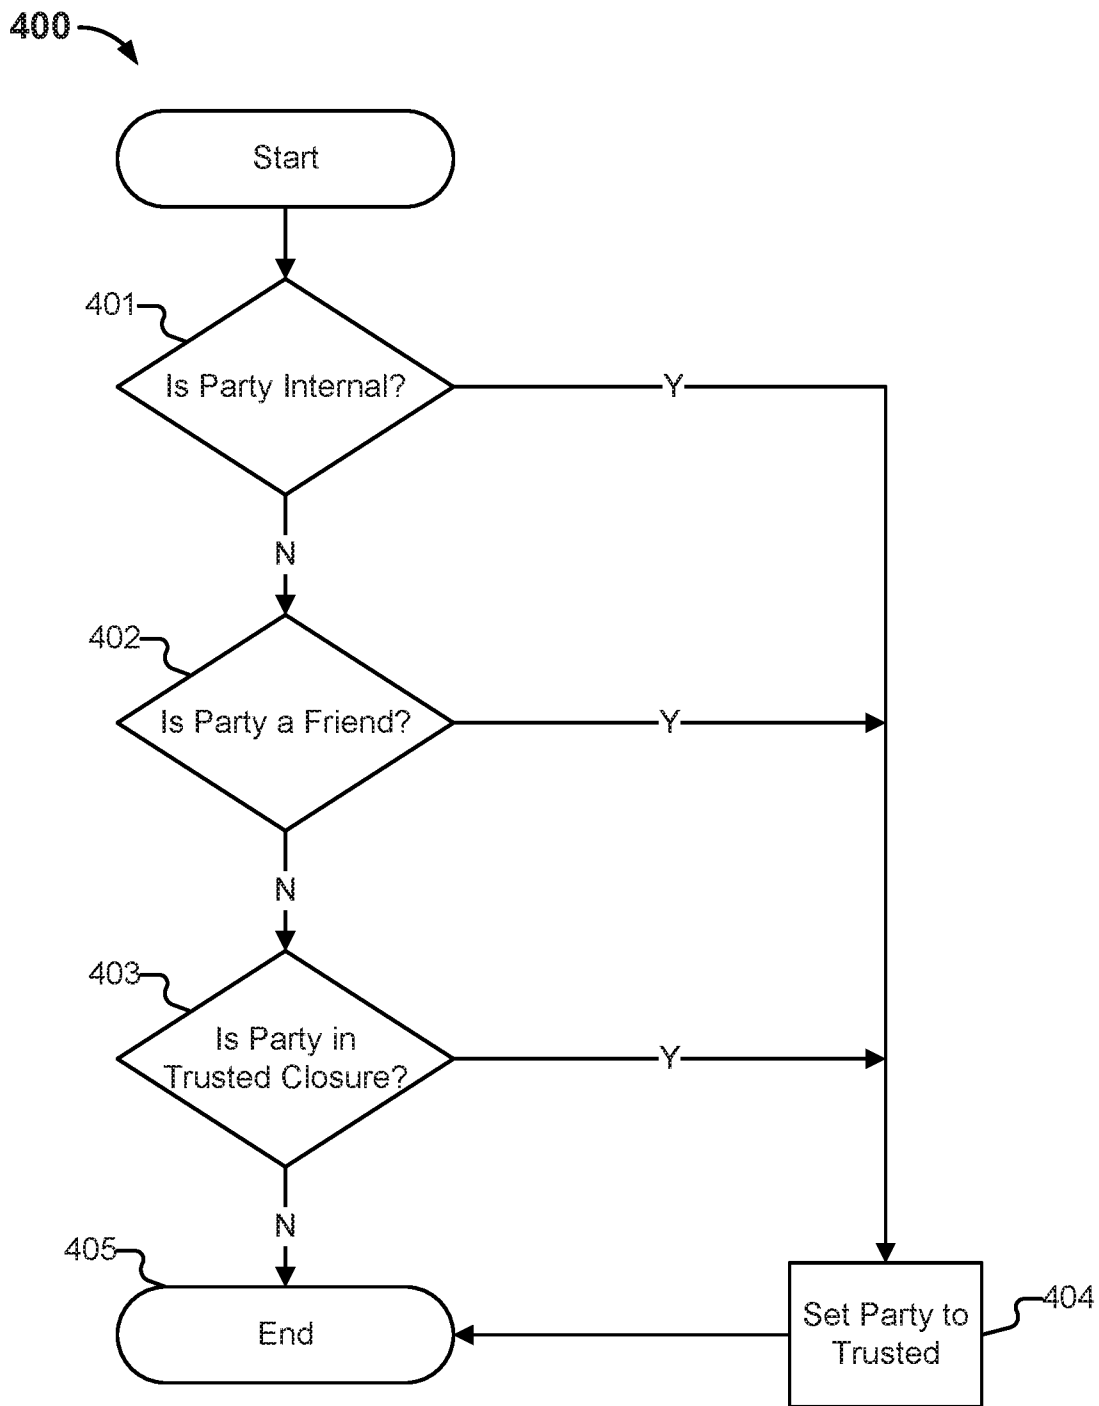 400
Start
401
Is Party Internal?
Y
N
402
Is Party a Friend?
Y
N
403
Is Party in
Trusted Closure?
Y
N
405
End
Set Party to
Trusted
404